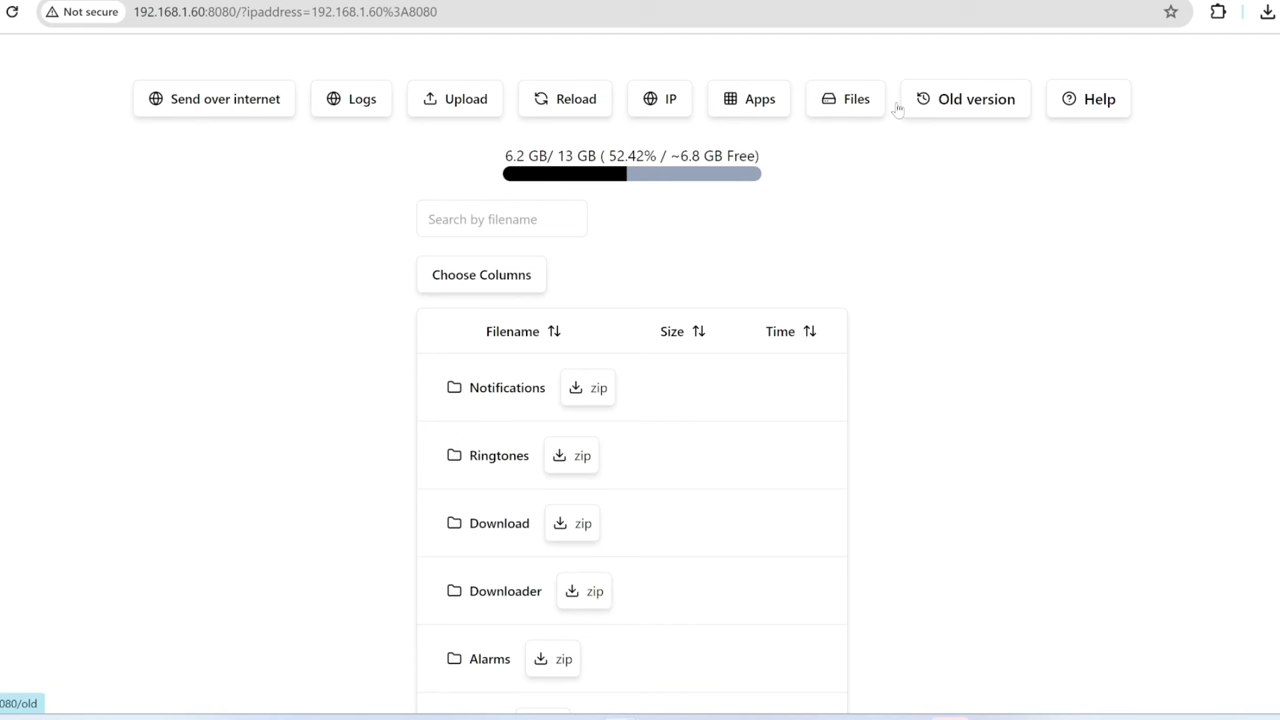 Not secure 192.168.1.60:8080/?ipaddress=192.168.1.60%3A8080
Send over internet Logs Upload Reload IP Apps Files Old version Help
6.2 GB/ 13 GB ( 52.42% / ~6.8 GB Free)
Search by filename
Choose Columns
Filename Size Time
Notifications zip
Ringtones zip
Download zip
Downloader zip
Alarms zip
080/old